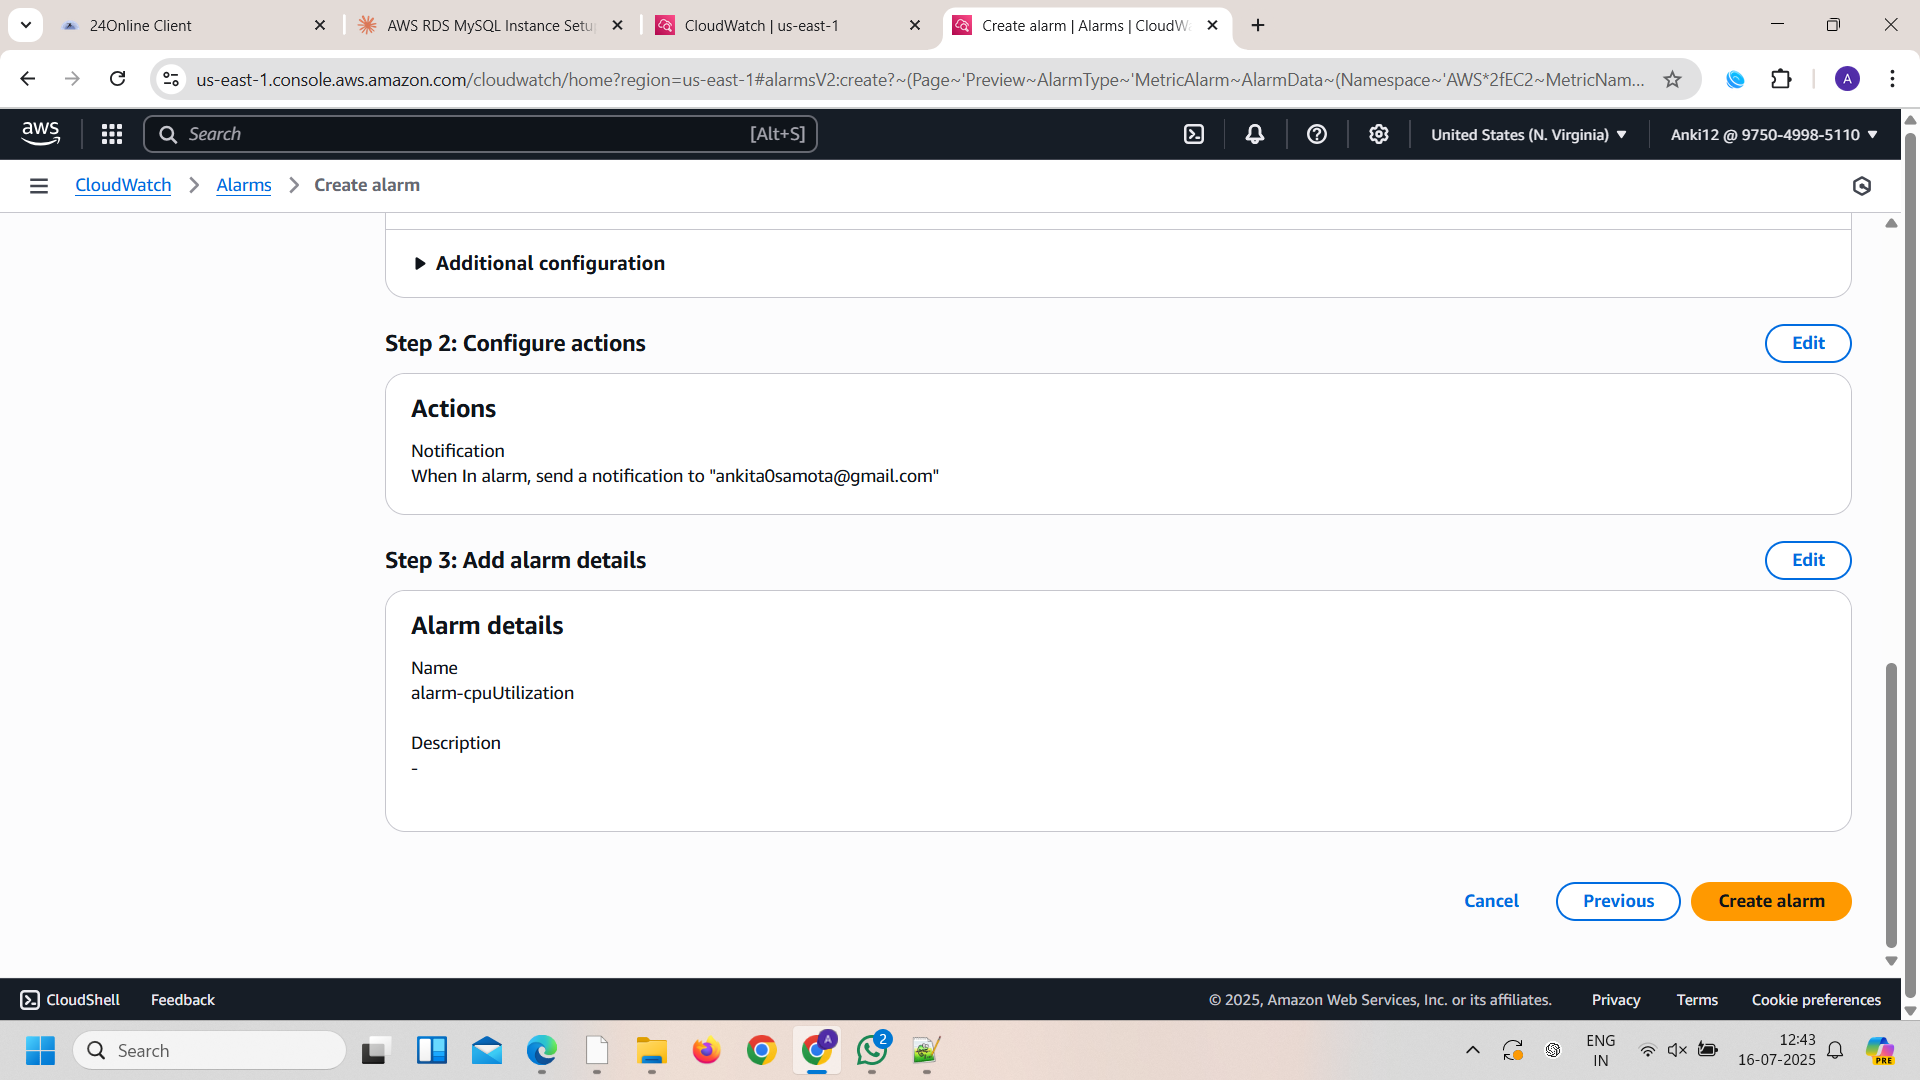 24Online Client
AWS RDS MySQL Instance Setu
CloudWatch | us-east-1
Create alarm | Alarms | CloudWa
us-east-1.console.aws.amazon.com/cloudwatch/home?region=us-east-1#alarmsV2:create?~(Page~'Preview~AlarmType~'MetricAlarm~AlarmData~(Namespace~'AWS*2fEC2~MetricNam...
A
aws
Search
[Alt+S]
United States (N. Virginia)
Anki12 @ 9750-4998-5110
CloudWatch
Alarms
Create alarm
Additional configuration
Step 2: Configure actions
Edit
Actions
Notification
When In alarm, send a notification to "ankita0samota@gmail.com"
Step 3: Add alarm details
Edit
Alarm details
Name
alarm-cpuUtilization
Description
-
Cancel
Previous
Create alarm
CloudShell
Feedback
© 2025, Amazon Web Services, Inc. or its affiliates.
Privacy
Terms
Cookie preferences
Search
A
2
ENG
IN
12:43
16-07-2025
PRE